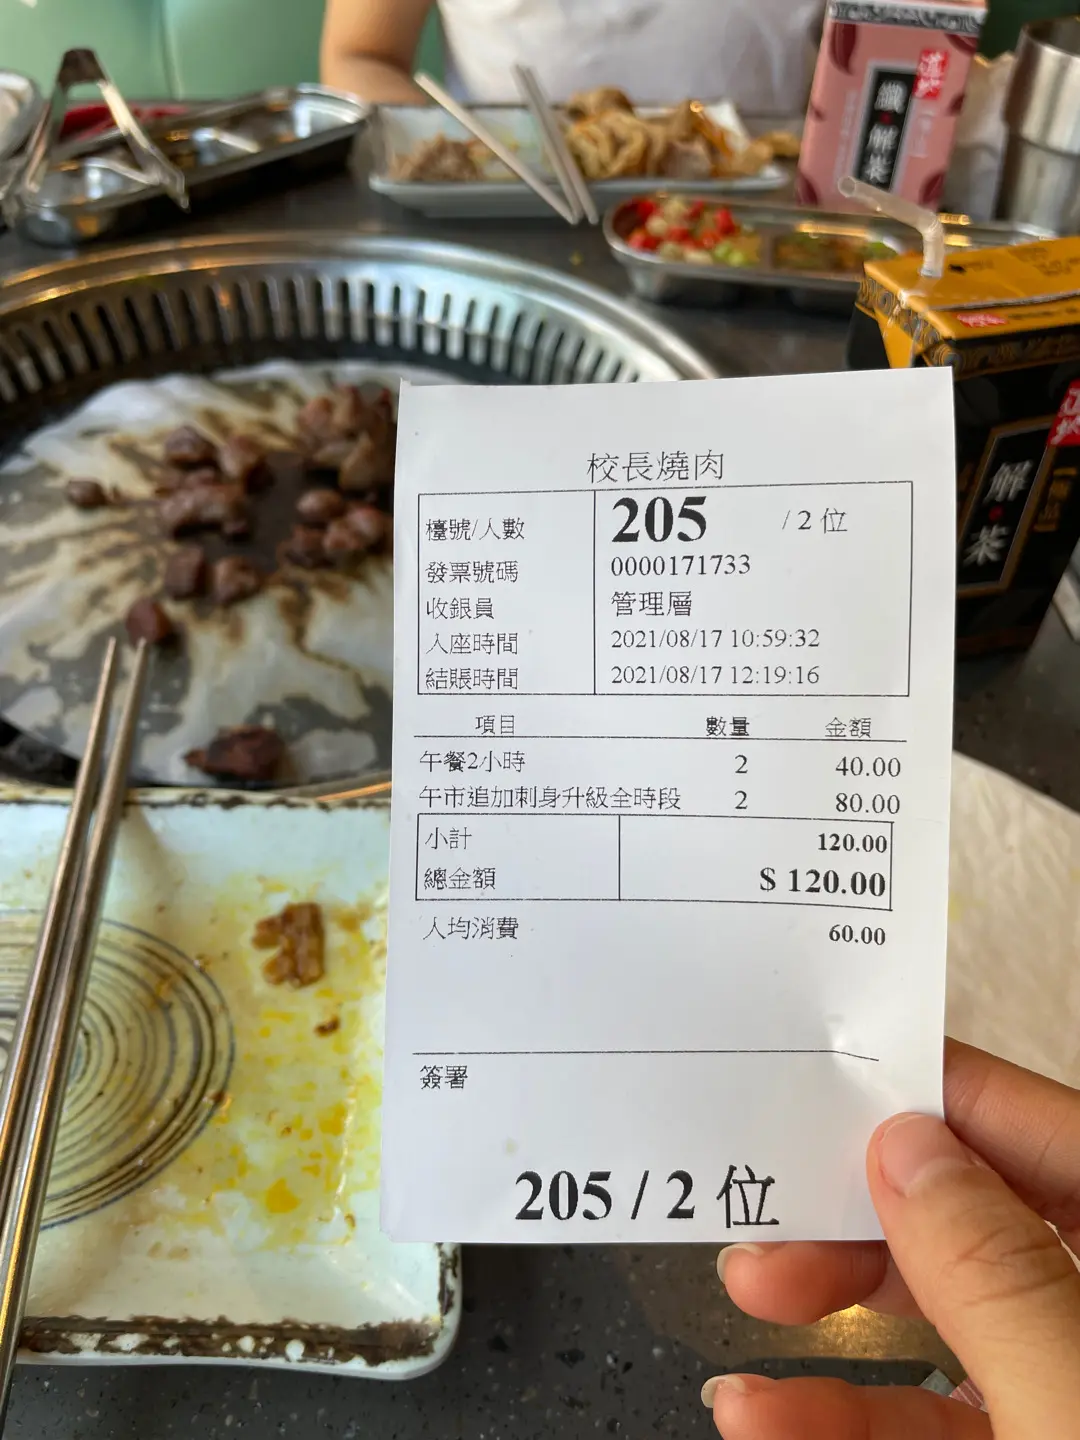 纖·解茶
解·茶
校長燒肉
檯號/人數 205 / 2 位
發票號碼 0000171733
收銀員 管理層
入座時間 2021/08/17 10:59:32
結賬時間 2021/08/17 12:19:16
項目 數量 金額
午餐2小時 2 40.00
午市追加刺身升級全時段 2 80.00
小計 120.00
總金額 $ 120.00
人均消費 60.00
簽署
205 / 2 位